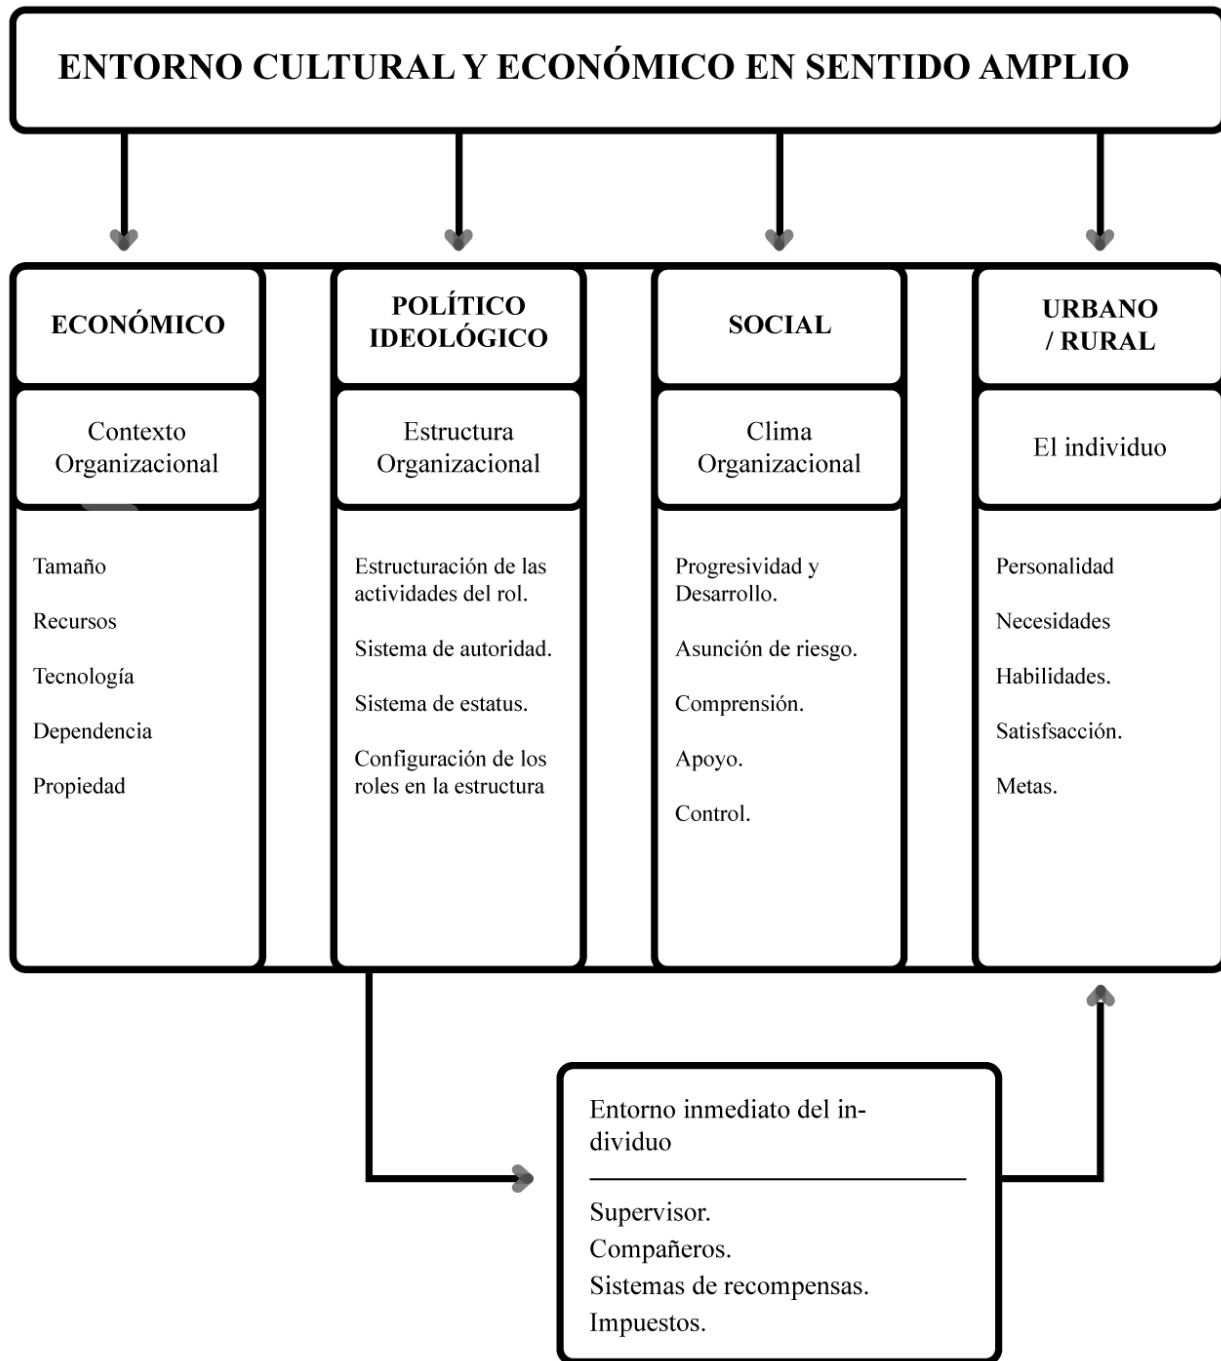 ENTORNO CULTURAL Y ECONÓMICO EN SENTIDO AMPLIO
ECONÓMICO
Contexto
Organizacional
Tamaño
Recursos
Tecnología
Dependencia
Propiedad
POLÍTICO
IDEOLÓGICO
Estructura
Organizacional
Estructuración de las
actividades del rol.
Sistema de autoridad.
Sistema de estatus.
Configuración de los
roles en la estructura
SOCIAL
Clima
Organizacional
Progresividad y
Desarrollo.
Asunción de riesgo.
Comprensión.
Apoyo.
Control.
URBANO
/ RURAL
El individuo
Personalidad
Necesidades
Habilidades.
Satisfsacción.
Metas.
Entorno inmediato del in-
dividuo
Supervisor.
Compañeros.
Sistemas de recompensas.
Impuestos.